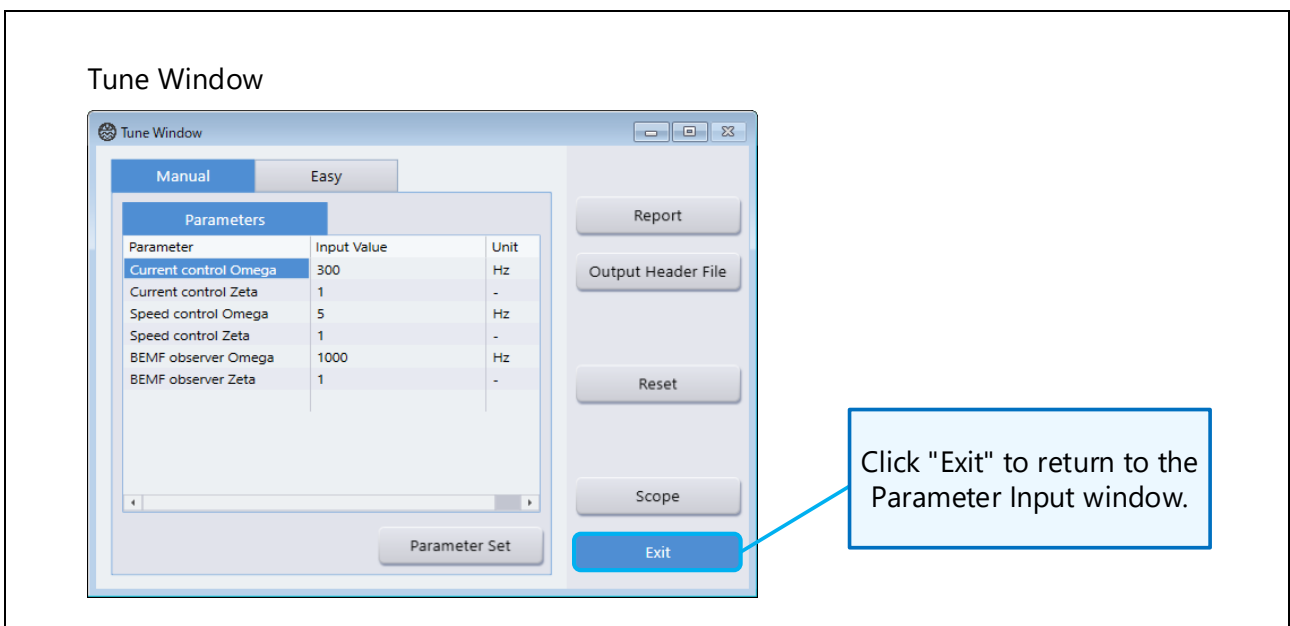 Tune Window
Tune Window
Manual Easy
Parameters
Parameter Input Value Unit
Current control Omega 300 Hz
Current control Zeta 1 -
Speed control Omega 5 Hz
Speed control Zeta 1 -
BEMF observer Omega 1000 Hz
BEMF observer Zeta 1 -
Parameter Set
Report
Output Header File
Reset
Scope
Exit
Click "Exit" to return to the
Parameter Input window.